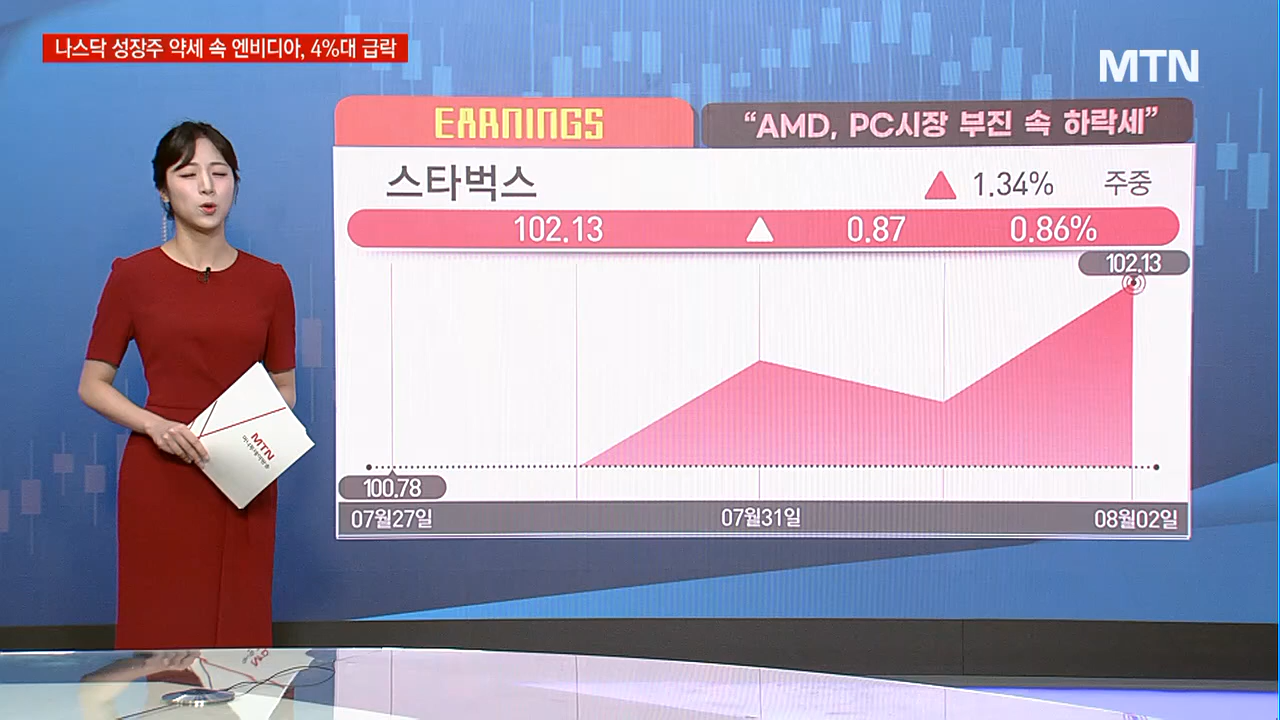 나스닥 성장주 약세 속 엔비디아, 4%대 급락
MTN
EARNINGS
“AMD, PC시장 부진 속 하락세”
스타벅스 ▲ 1.34% 주중
102.13 ▲ 0.87 0.86%
102.13
100.78
07월27일 07월31일 08월02일
MTN